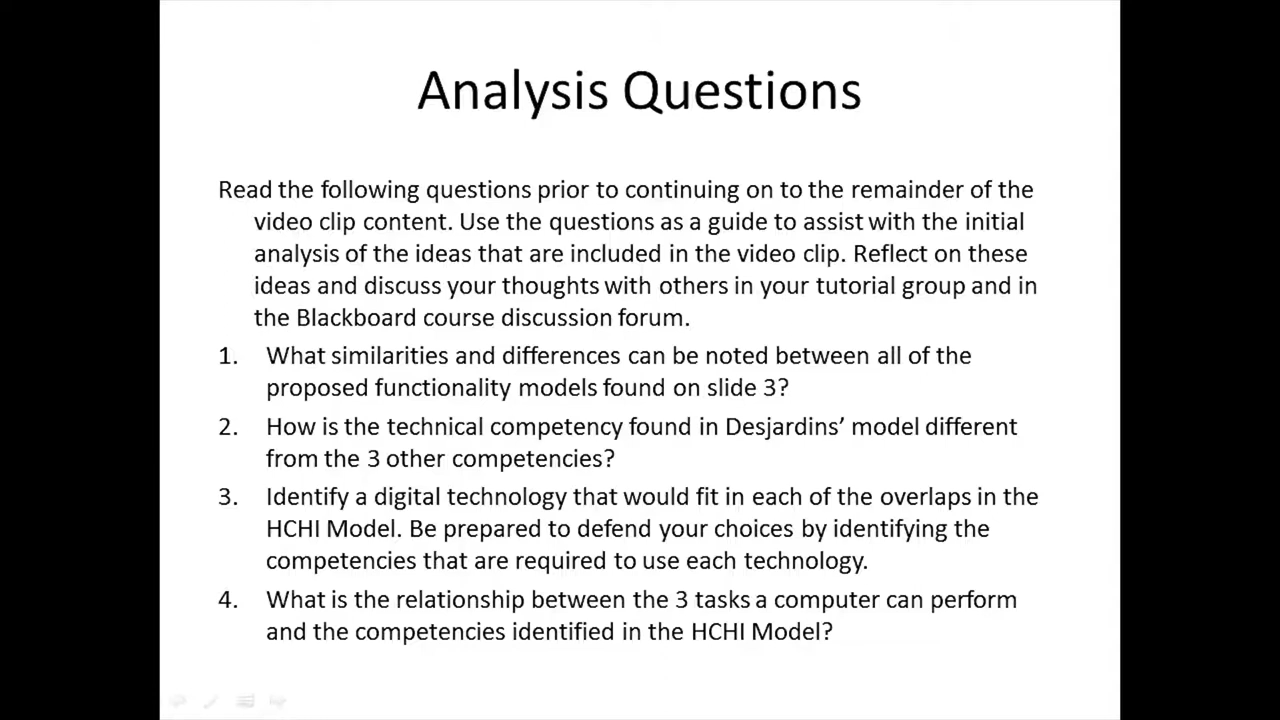 Analysis Questions
Read the following questions prior to continuing on to the remainder of the
video clip content. Use the questions as a guide to assist with the initial
analysis of the ideas that are included in the video clip. Reflect on these
ideas and discuss your thoughts with others in your tutorial group and in
the Blackboard course discussion forum.
1. What similarities and differences can be noted between all of the
proposed functionality models found on slide 3?
2. How is the technical competency found in Desjardins’ model different
from the 3 other competencies?
3. Identify a digital technology that would fit in each of the overlaps in the
HCHI Model. Be prepared to defend your choices by identifying the
competencies that are required to use each technology.
4. What is the relationship between the 3 tasks a computer can perform
and the competencies identified in the HCHI Model?